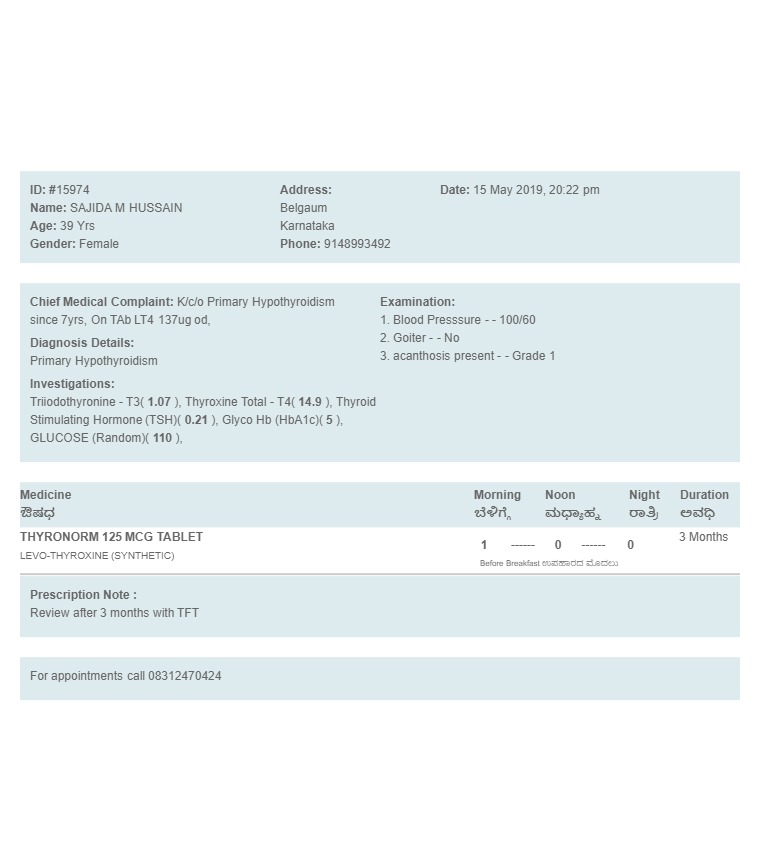 ID: #15974
Name: SAJIDA M HUSSAIN
Age: 39 Yrs
Gender: Female
Address:
Belgaum
Karnataka
Phone: 9148993492
Date: 15 May 2019, 20:22 pm
Chief Medical Complaint: K/c/o Primary Hypothyroidism
since 7yrs, On TAb LT4 137ug od,
Diagnosis Details:
Primary Hypothyroidism
Investigations:
Triiodothyronine - T3( 1.07 ), Thyroxine Total - T4( 14.9 ), Thyroid
Stimulating Hormone (TSH)( 0.21 ), Glyco Hb (HbA1c)( 5 ),
GLUCOSE (Random)( 110 ),
Examination:
1. Blood Presssure - - 100/60
2. Goiter - - No
3. acanthosis present - - Grade 1
Medicine Morning Noon Night Duration
ಔಷಧ ಬೆಳಿಗ್ಗೆ ಮಧ್ಯಾಹ್ನ ರಾತ್ರಿ ಅವಧಿ
THYRONORM 125 MCG TABLET 3 Months
1 ------ 0 ------ 0
LEVO-THYROXINE (SYNTHETIC)
Before Breakfast ಉಪಹಾರದ ಮೊದಲು
Prescription Note :
Review after 3 months with TFT
For appointments call 08312470424